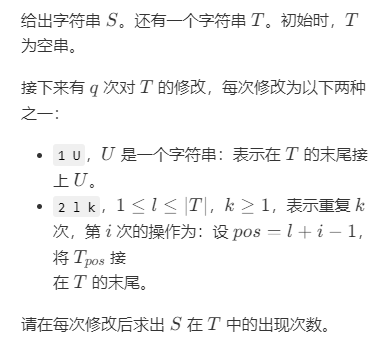 给出字符串 S。还有一个字符串 T。初始时，T
为空串。
接下来有 q 次对 T 的修改，每次修改为以下两种
之一：
• 1 U，U 是一个字符串：表示在 T 的末尾接
上 U。
• 2 l k，1 ≤ l ≤ |T|，k ≥ 1，表示重复 k
次，第 i 次的操作为：设 pos = l + i − 1，
将 T_{pos} 接
在 T 的末尾。
请在每次修改后求出 S 在 T 中的出现次数。